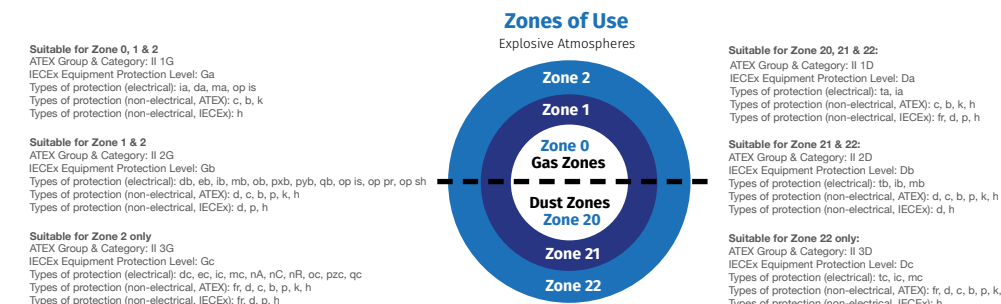 Zones of Use
Explosive Atmospheres
Suitable for Zone 0, 1 & 2
ATEX Group & Category: II 1G
IECEx Equipment Protection Level: Ga
Types of protection (electrical): ia, da, ma, op is
Types of protection (non-electrical, ATEX): c, b, k
Types of protection (non-electrical, IECEx): h
Suitable for Zone 1 & 2
ATEX Group & Category: II 2G
IECEx Equipment Protection Level: Gb
Types of protection (electrical): db, eb, ib, mb, ob, pxb, pyb, qb, op is, op pr, op sh
Types of protection (non-electrical, ATEX): d, c, b, p, k, h
Types of protection (non-electrical, IECEx): d, p, h
Suitable for Zone 2 only
ATEX Group & Category: II 3G
IECEx Equipment Protection Level: Gc
Types of protection (electrical): dc, ec, ic, mc, nA, nC, nR, oc, pzc, qc
Types of protection (non-electrical, ATEX): fr, d, c, b, p, k, h
Types of protection (non-electrical, IECEx): fr, d, p, h
Zone 2
Zone 1
Zone 0
Gas Zones
Dust Zones
Zone 20
Zone 21
Zone 22
Suitable for Zone 20, 21 & 22:
ATEX Group & Category: II 1D
IECEx Equipment Protection Level: Da
Types of protection (electrical): ta, ia
Types of protection (non-electrical, ATEX): c, b, k, h
Types of protection (non-electrical, IECEx): fr, d, p, h
Suitable for Zone 21 & 22:
ATEX Group & Category: II 2D
IECEx Equipment Protection Level: Db
Types of protection (electrical): tb, ib, mb
Types of protection (non-electrical, ATEX): d, c, b, p, k, h
Types of protection (non-electrical, IECEx): d, h
Suitable for Zone 22 only:
ATEX Group & Category: II 3D
IECEx Equipment Protection Level: Dc
Types of protection (electrical): tc, ic, mc
Types of protection (non-electrical, ATEX): fr, d, c, b, p, k,
Types of protection (non-electrical, IECEx): h